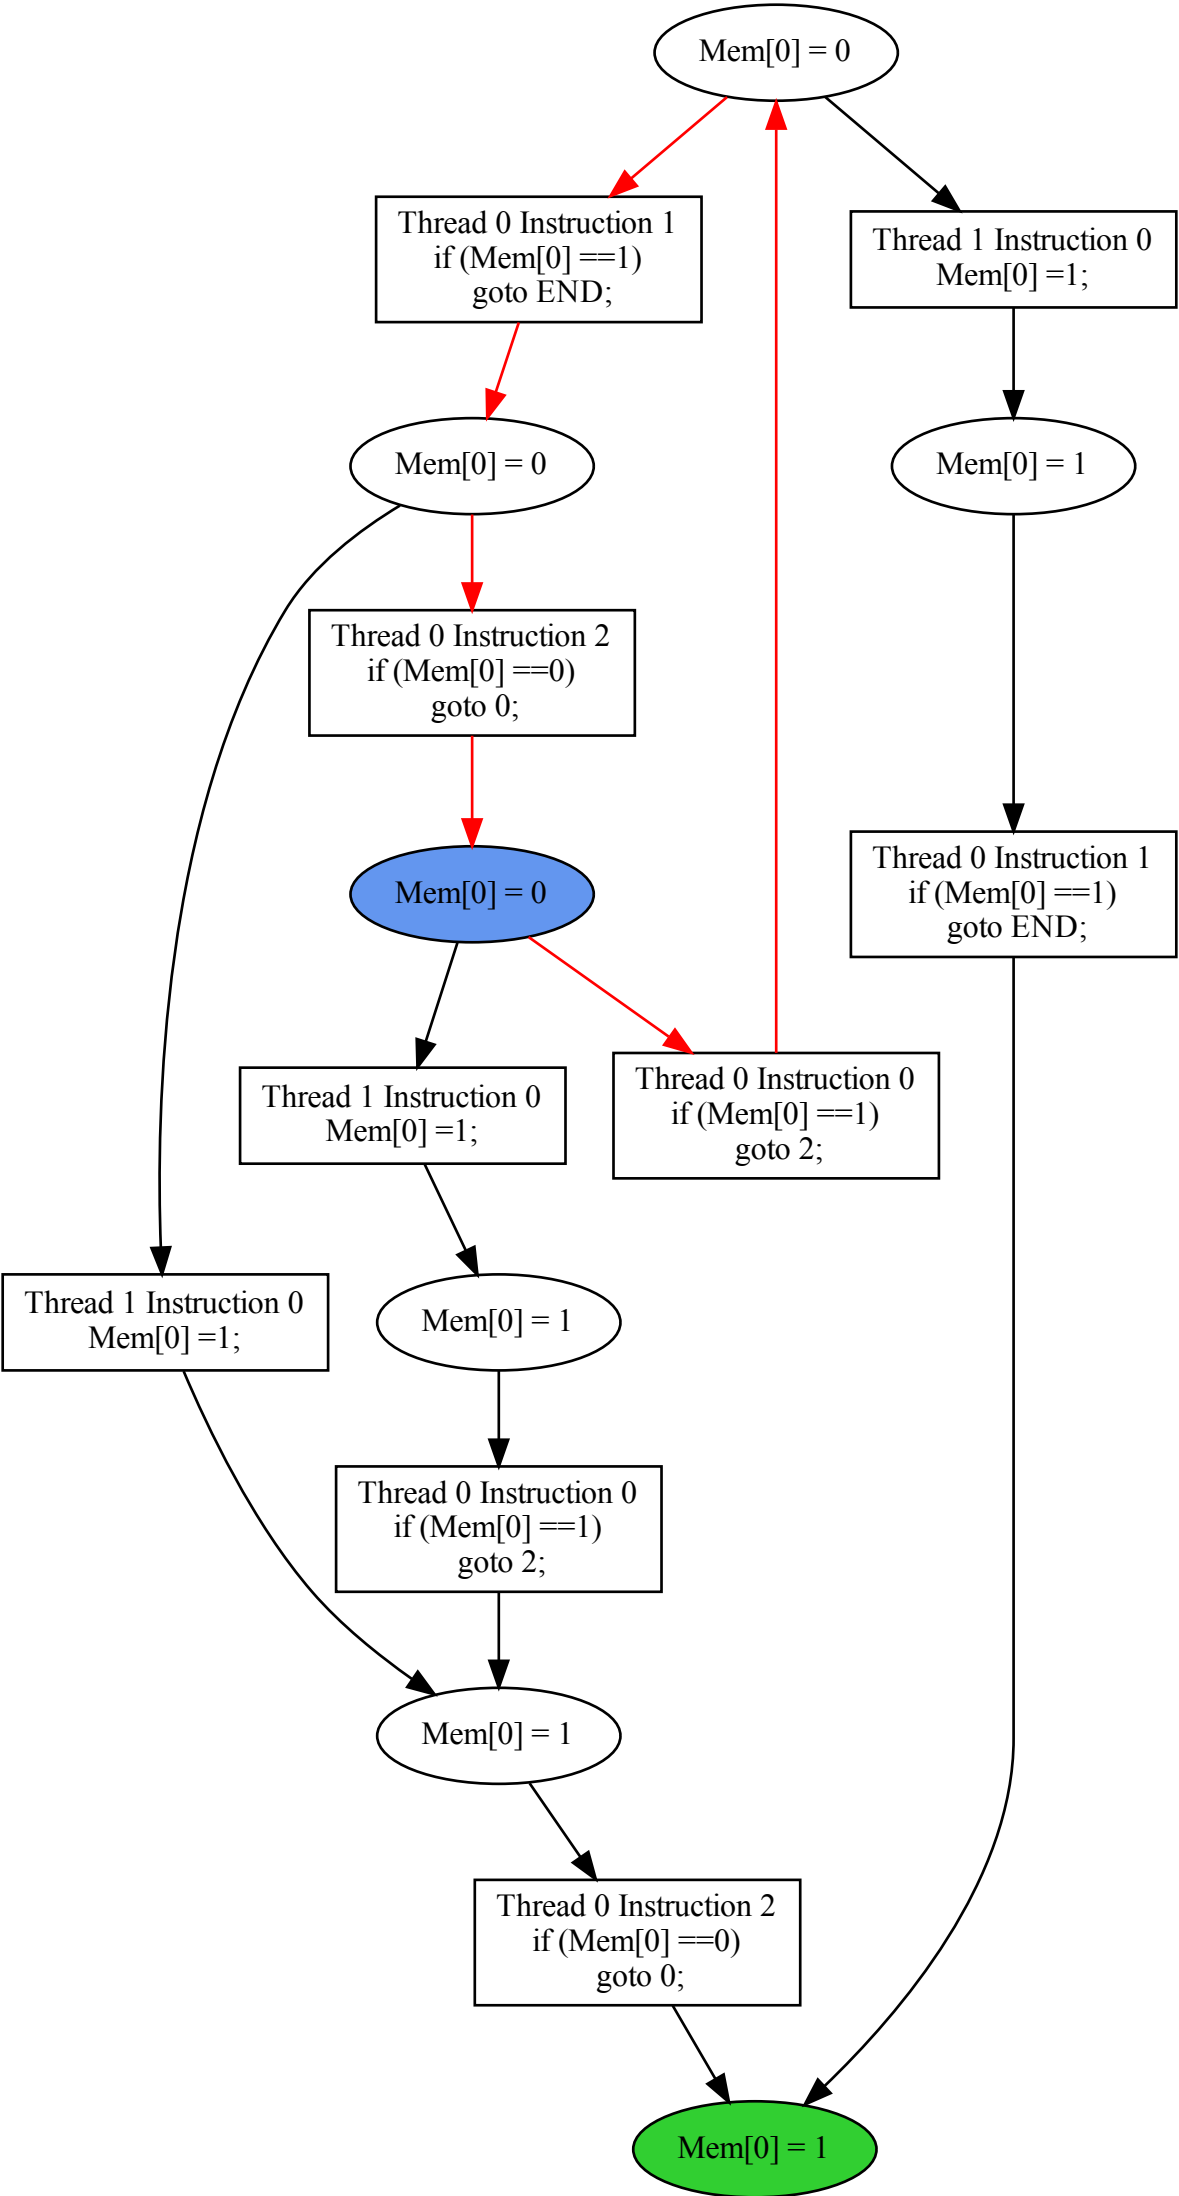 Mem[0] = 0
Thread 0 Instruction 1
if (Mem[0] ==1)
goto END;
Thread 1 Instruction 0
Mem[0] =1;
Mem[0] = 0
Mem[0] = 1
Thread 0 Instruction 2
if (Mem[0] ==0)
goto 0;
Mem[0] = 0
Thread 0 Instruction 1
if (Mem[0] ==1)
goto END;
Thread 1 Instruction 0
Mem[0] =1;
Thread 0 Instruction 0
if (Mem[0] ==1)
goto 2;
Thread 1 Instruction 0
Mem[0] =1;
Mem[0] = 1
Thread 0 Instruction 0
if (Mem[0] ==1)
goto 2;
Mem[0] = 1
Thread 0 Instruction 2
if (Mem[0] ==0)
goto 0;
Mem[0] = 1